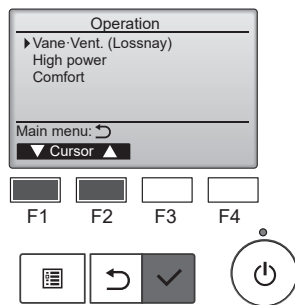 Operation
Vane·Vent. (Lossnay)
High power
Comfort
Main menu:
Cursor
F1 F2 F3 F4